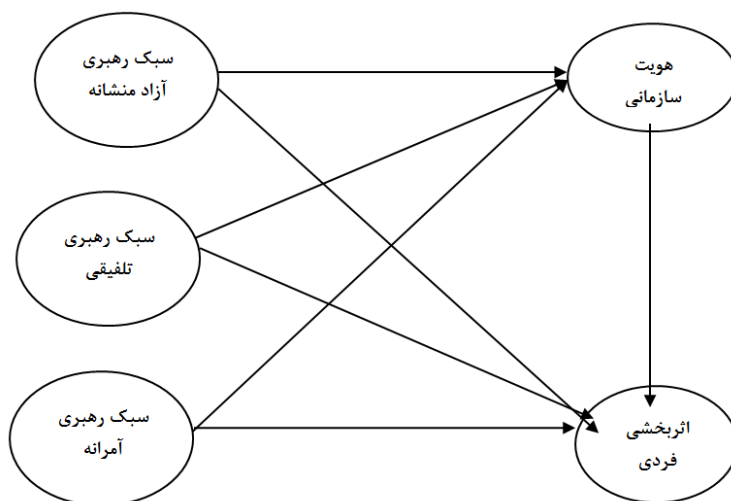 سبک رهبری
آزاد منشانه
هویت
سازمانی
سبک رهبری
تلفیقی
سبک رهبری
آمرانه
اثربخشی
فردی